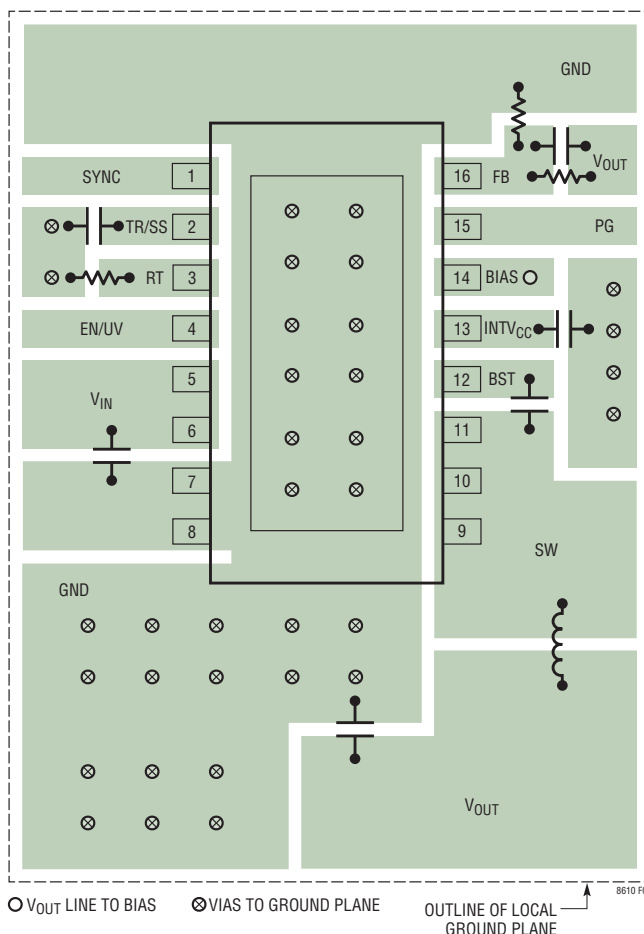 GND
SYNC 1 16 FB VOUT
TR/SS 2 15 PG
RT 3 14 BIAS
EN/UV 4 13 INTVCC
5 12 BST
VIN
6 11
7 10
8 9
SW
GND
VOUT
VOUT LINE TO BIAS VIAS TO GROUND PLANE OUTLINE OF LOCAL
GROUND PLANE
8610